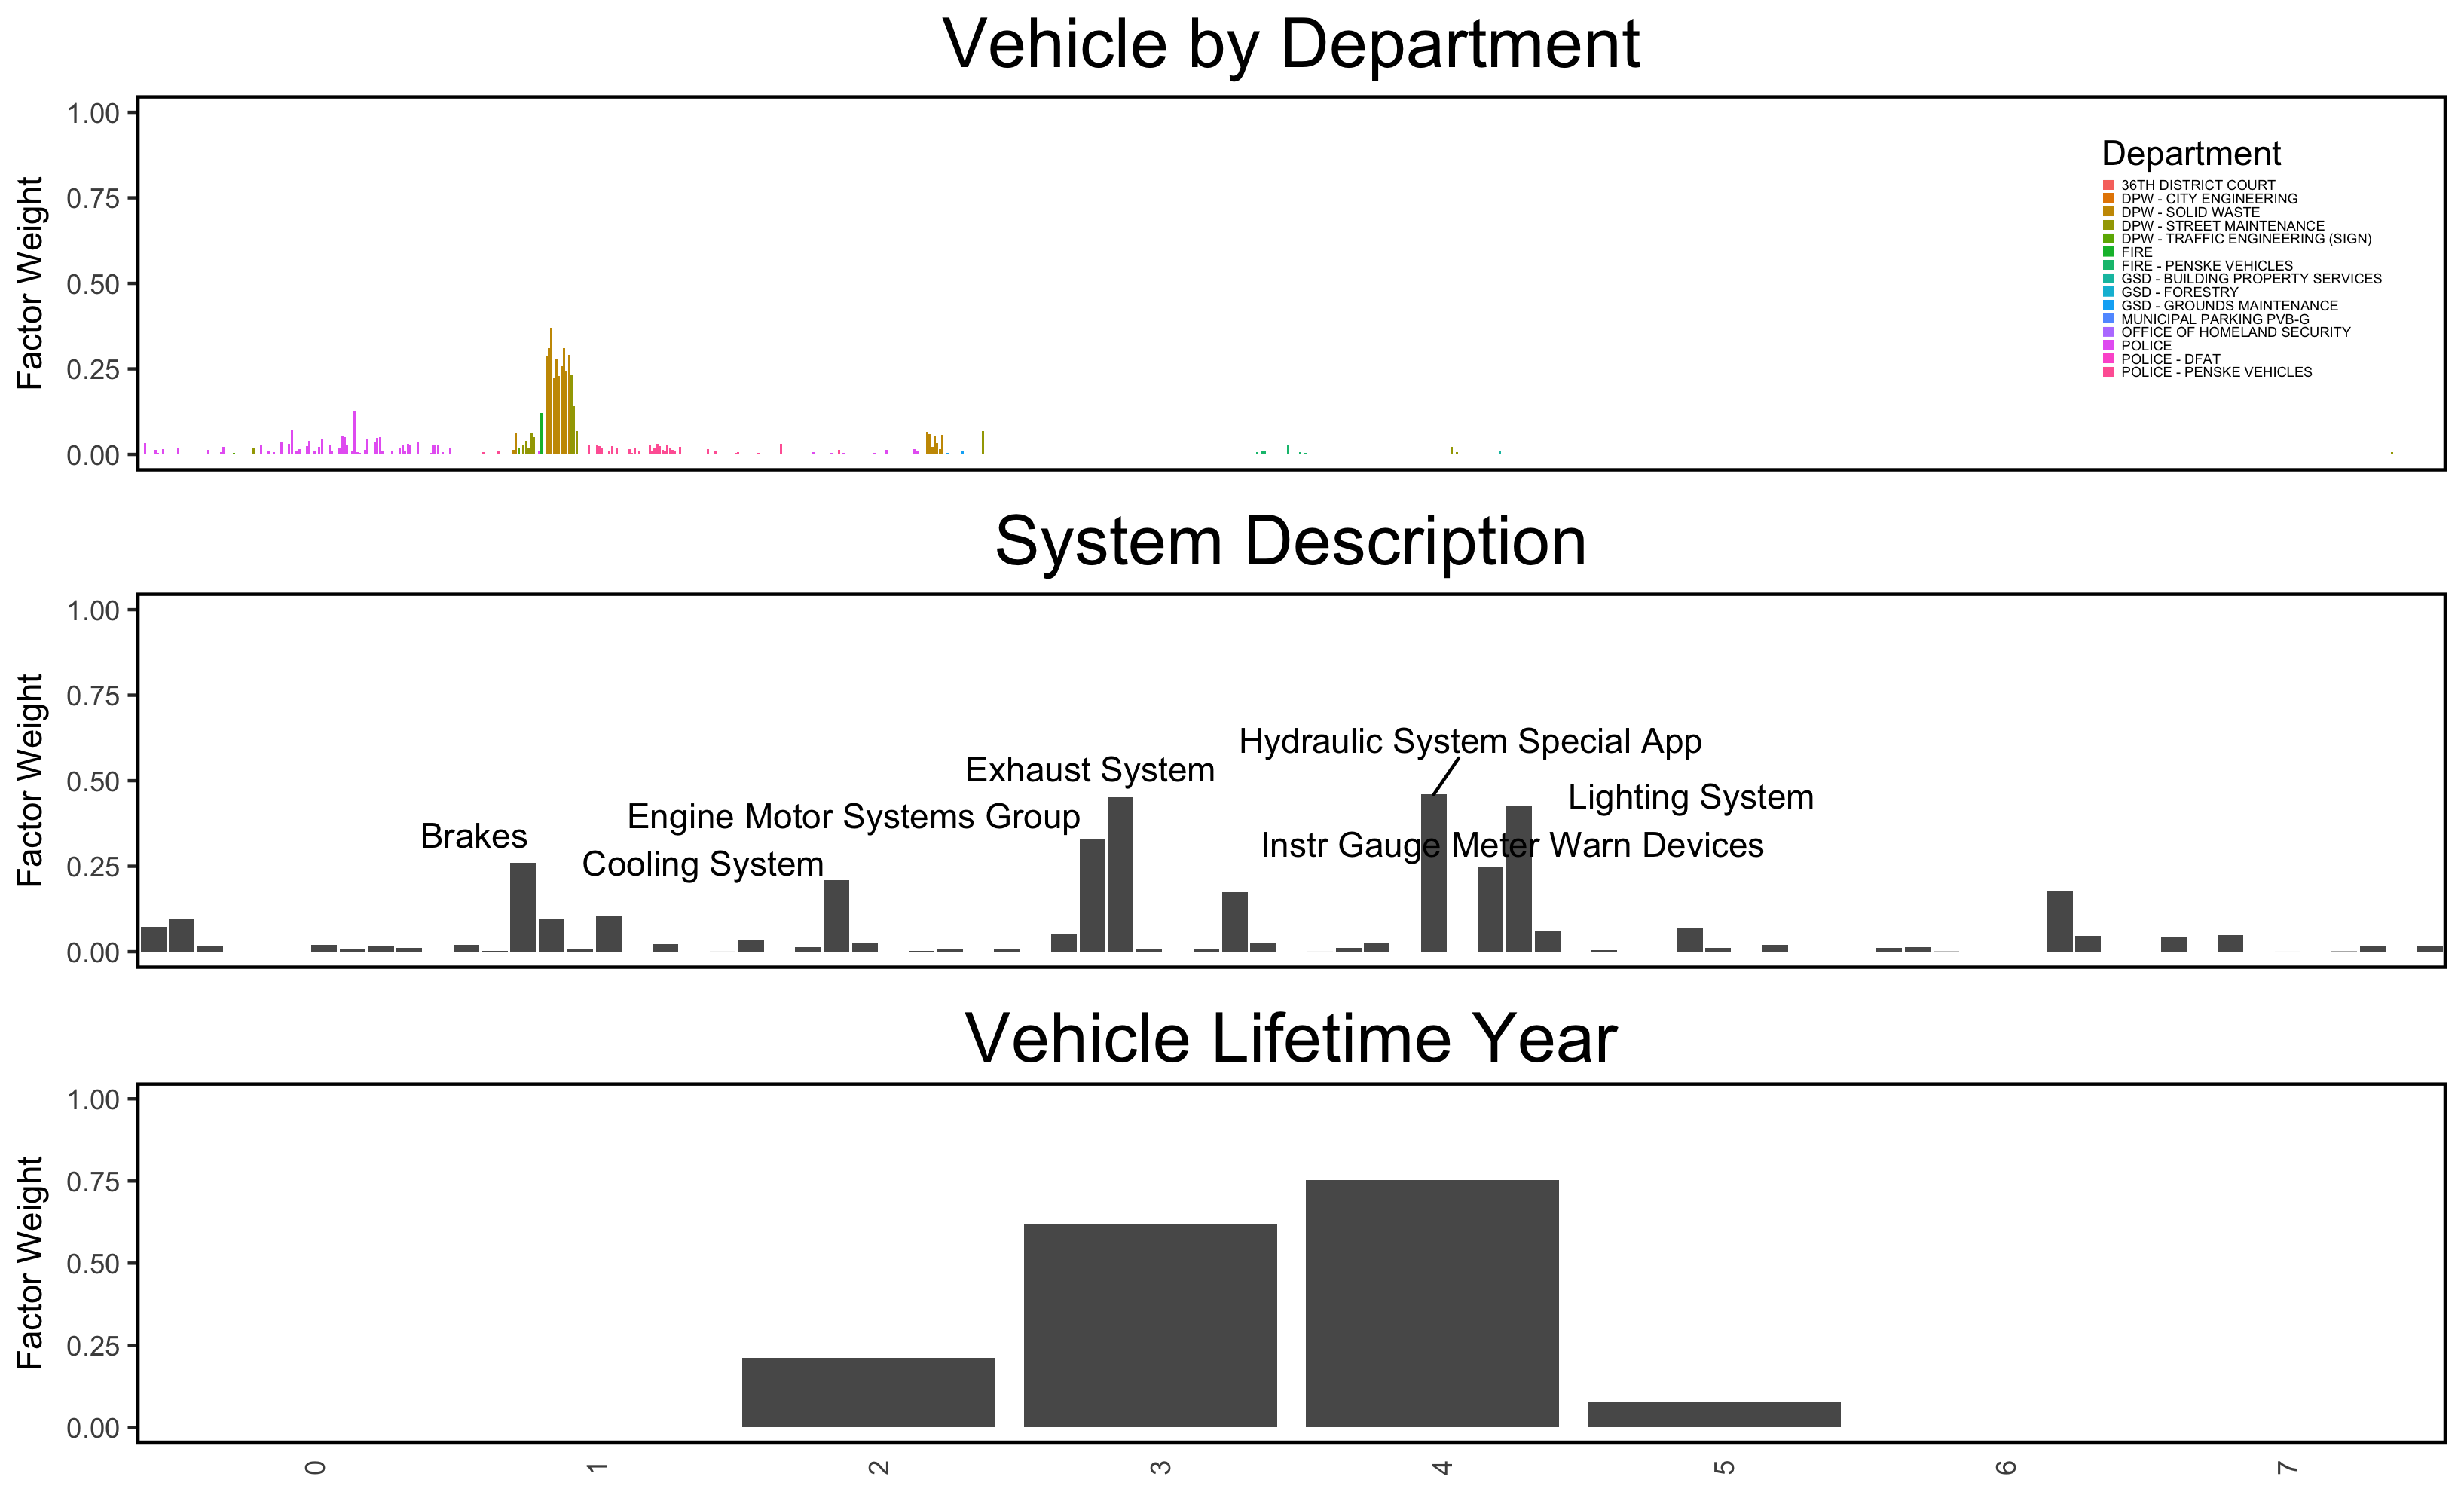 Vehicle by Department
Factor Weight
1.00
0.75
0.50
0.25
0.00
Department
36TH DISTRICT COURT
DPW - CITY ENGINEERING
DPW - SOLID WASTE
DPW - STREET MAINTENANCE
DPW - TRAFFIC ENGINEERING (SIGN)
FIRE
FIRE - PENSKE VEHICLES
GSD - BUILDING PROPERTY SERVICES
GSD - FORESTRY
GSD - GROUNDS MAINTENANCE
MUNICIPAL PARKING PVB-G
OFFICE OF HOMELAND SECURITY
POLICE
POLICE - DFAT
POLICE - PENSKE VEHICLES
System Description
Factor Weight
1.00
0.75
0.50
0.25
0.00
Hydraulic System Special App
Exhaust System
Lighting System
Engine Motor Systems Group
Brakes
Instr Gauge Meter Warn Devices
Cooling System
Vehicle Lifetime Year
Factor Weight
1.00
0.75
0.50
0.25
0.00
0
1
2
3
4
5
6
7